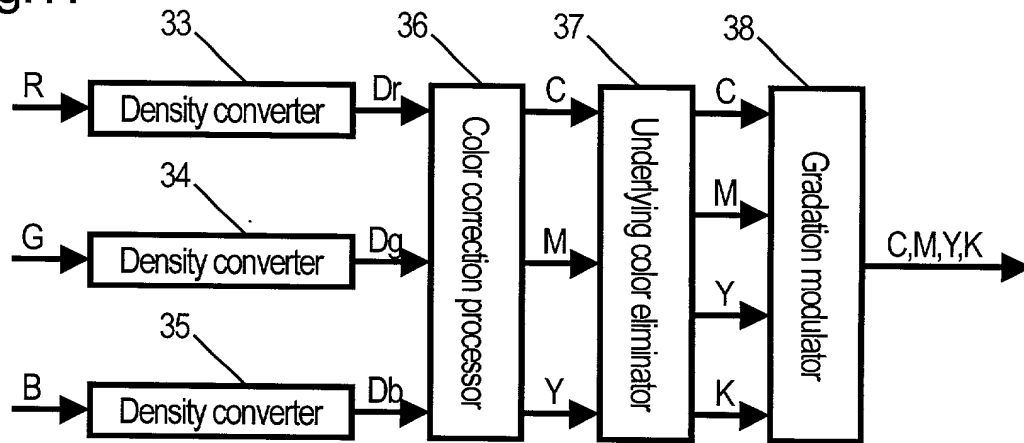 33
36
37
38
R
Density converter
Dr
C
C
34
M
G
Density converter
Dg
Color correction processor
M
Underlying color eliminator
Gradation modulator
C,M,Y,K
35
Y
B
Density converter
Db
Y
K